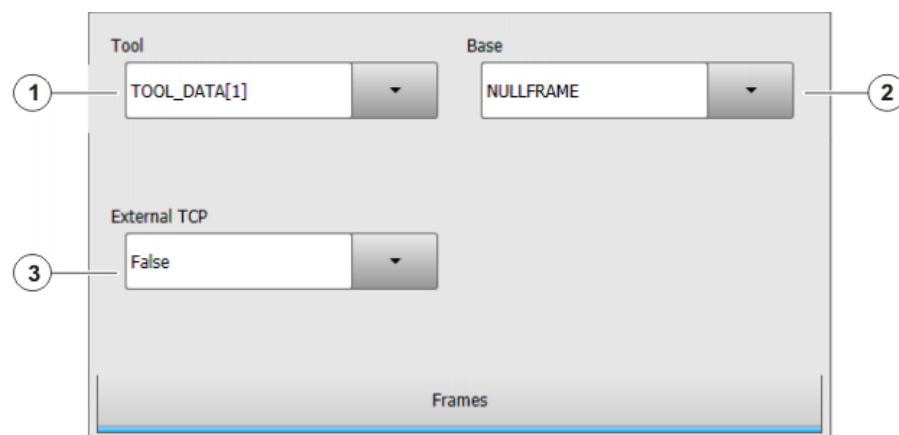 Tool Base
1 TOOL_DATA[1] NULLFRAME 2
External TCP
3 False
Frames